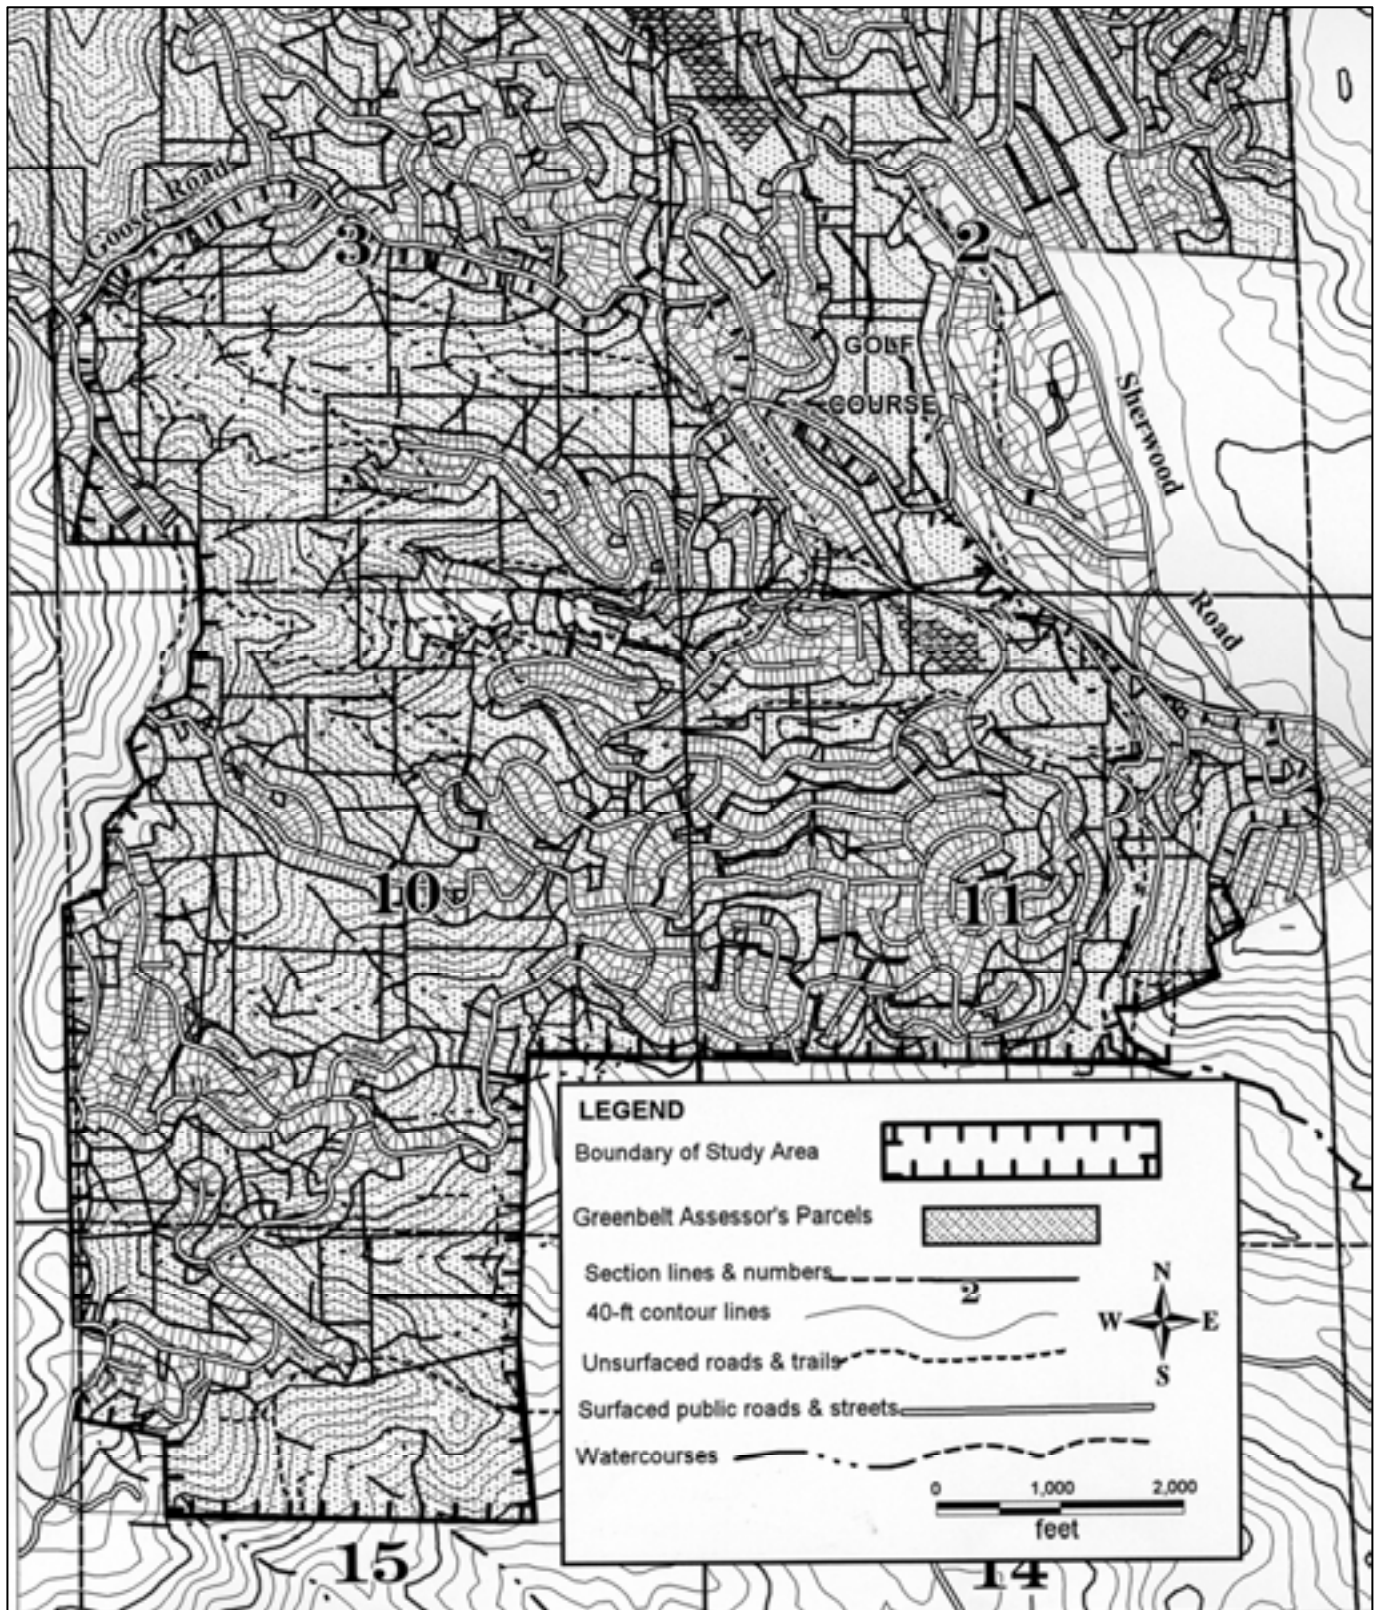 Goose Road
3
2
GOLF
COURSE
Sherwood
Road
10
11
LEGEND
Boundary of Study Area
Greenbelt Assessor's Parcels
Section lines & numbers
2
40-ft contour lines
N
W E
S
Unsurfaced roads & trails
Surfaced public roads & streets
Watercourses
0 1,000 2,000
feet
15
14